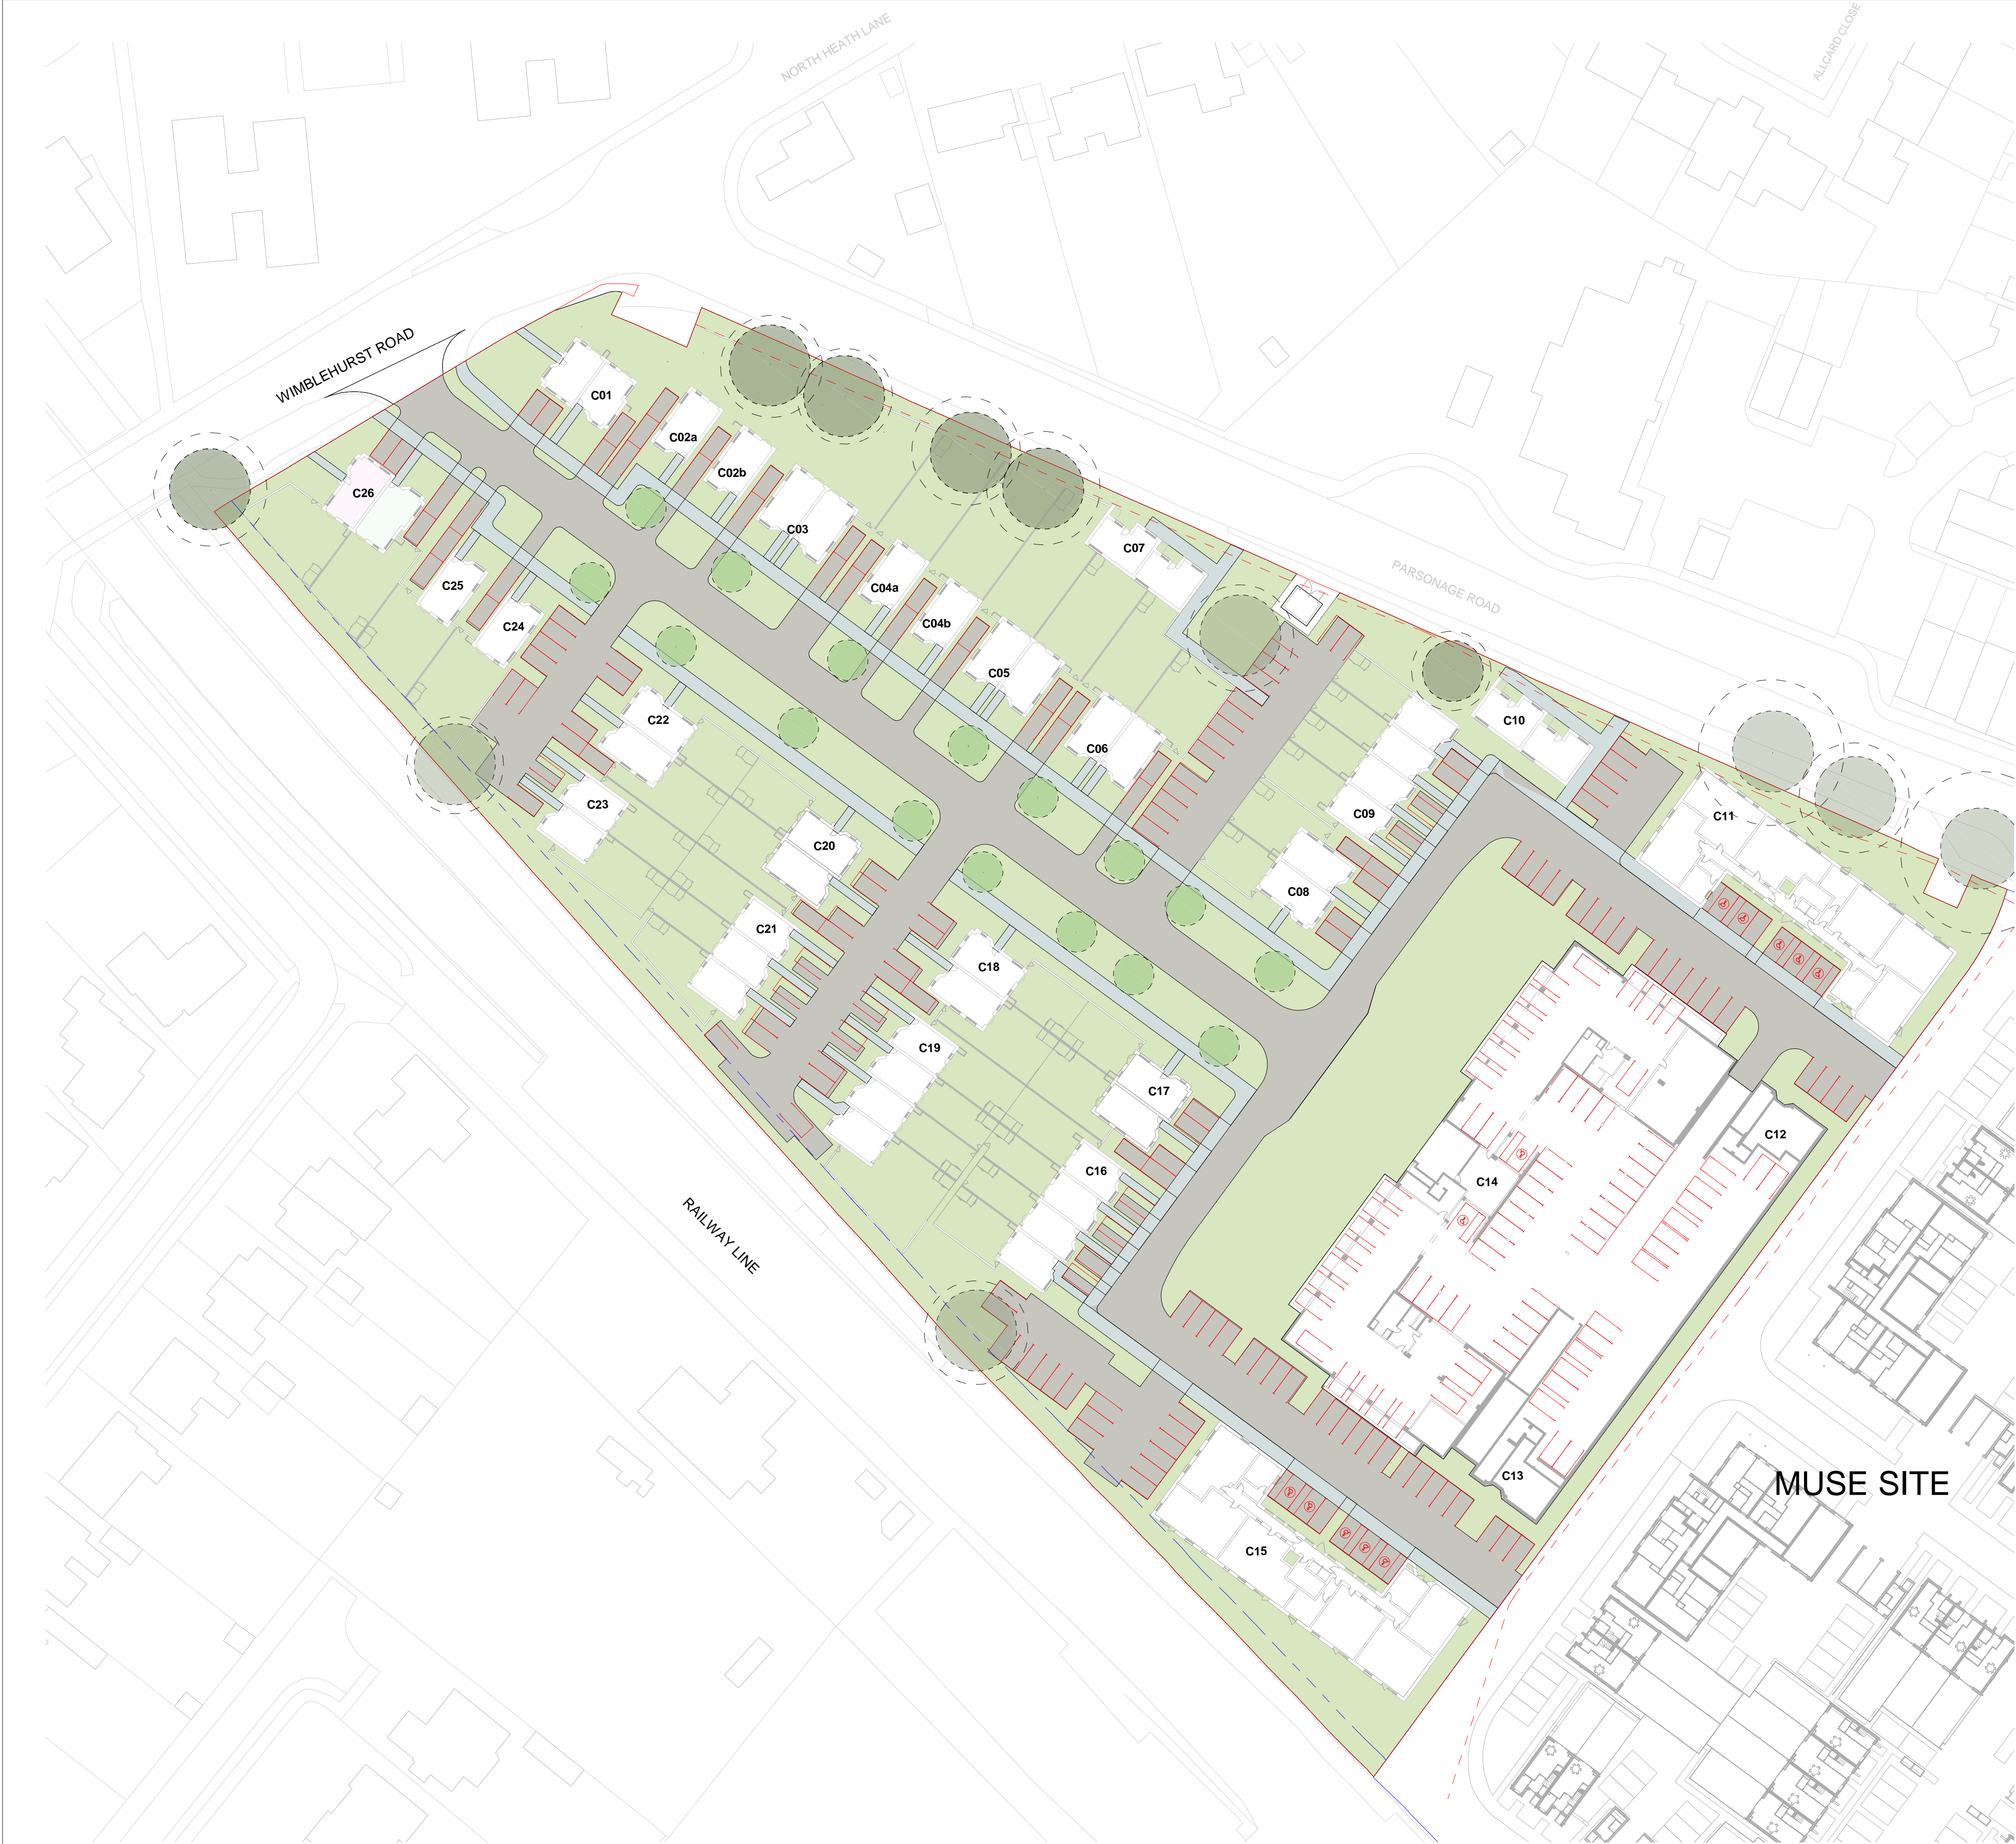 ALLCARD CLOSE
NORTH HEATH LANE
WIMBLEHURST ROAD
C01
C02a
C02b
C26
C03
C07
PARSONAGE ROAD
C25
C04a
C04b
C24
C05
C22
C10
C06
C23
C09
C11
C20
C08
C21
C18
C19
C17
C12
C16
C14
RAILWAY LINE
C13
MUSE SITE
C15